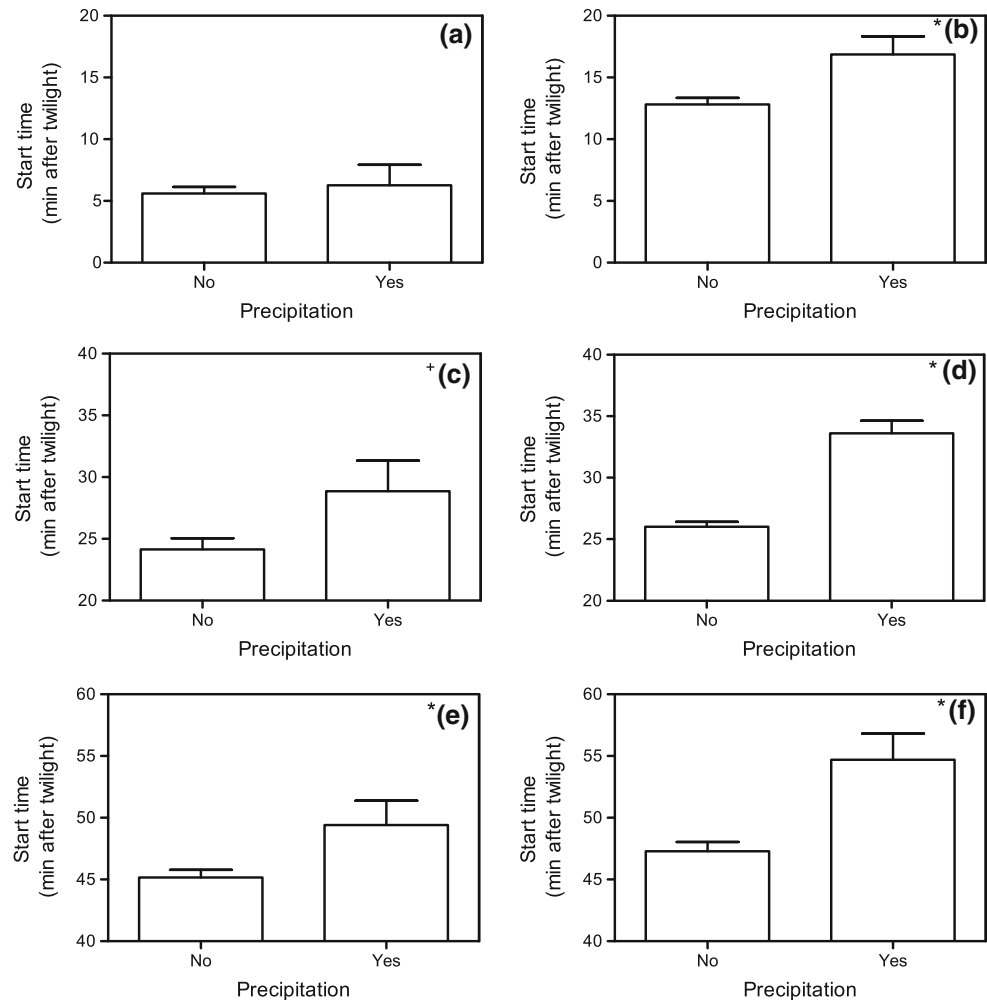 20
15
10
5
0
Start time
(min after twilight)
No
Yes
Precipitation
(a)
20
15
10
5
0
Start time
(min after twilight)
No
Yes
Precipitation
*(b)
40
35
30
25
20
Start time
(min after twilight)
No
Yes
Precipitation
+(c)
40
35
30
25
20
Start time
(min after twilight)
No
Yes
Precipitation
*(d)
60
55
50
45
40
Start time
(min after twilight)
No
Yes
Precipitation
*(e)
60
55
50
45
40
Start time
(min after twilight)
No
Yes
Precipitation
*(f)